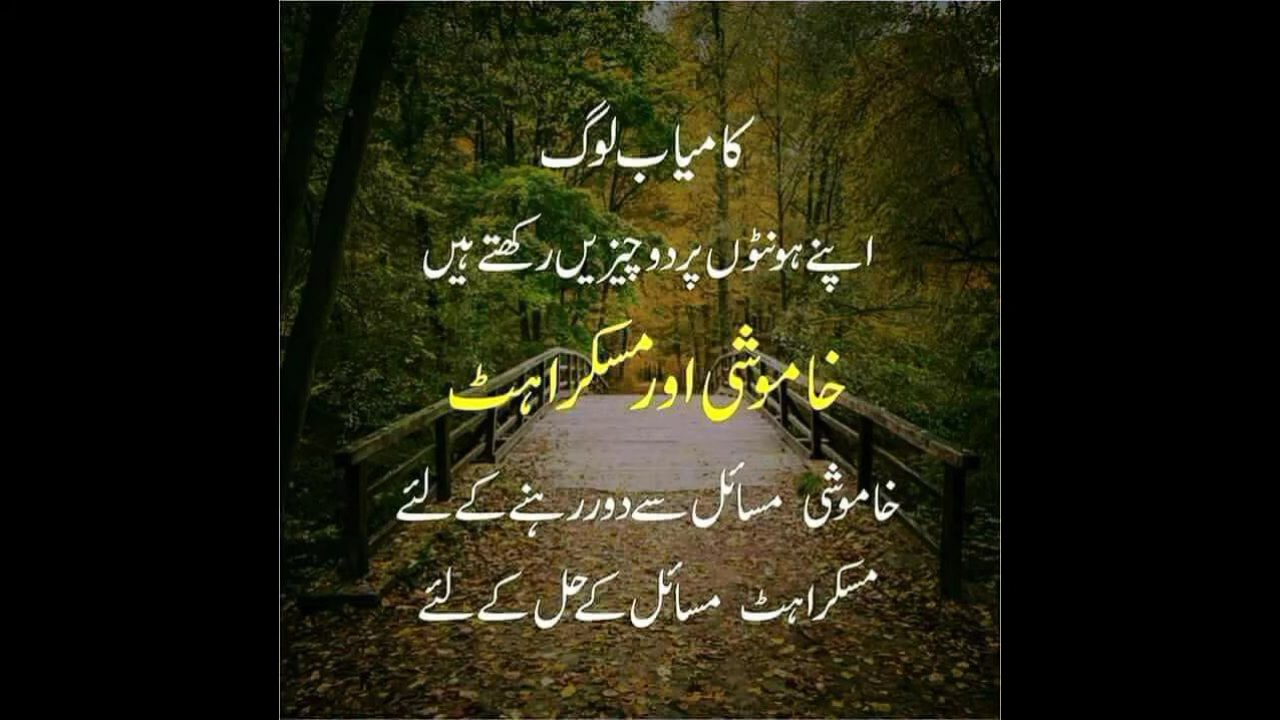 کامیاب لوگ
اپنے ہونٹوں پر دو چیزیں رکھتے ہیں
خاموشی اور مسکراہٹ
خاموشی مسائل سے دور رہنے کے لئے
مسکراہٹ مسائل کے حل کے لئے